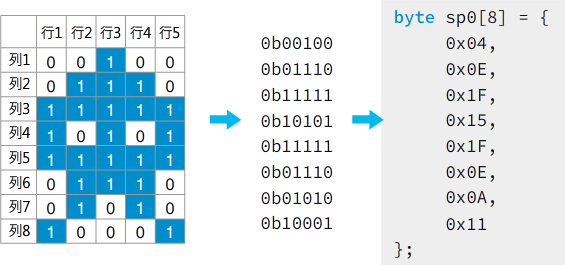 行1 行2 行3 行4 行5
列1 0 0 1 0 0
列2 0 1 1 1 0
列3 1 1 1 1 1
列4 1 0 1 0 1
列5 1 1 1 1 1
列6 0 1 1 1 0
列7 0 1 0 1 0
列8 1 0 0 0 1
0b00100
0b01110
0b11111
0b10101
0b11111
0b01110
0b01010
0b10001
byte sp0[8] = {
0x04,
0x0E,
0x1F,
0x15,
0x1F,
0x0E,
0x0A,
0x11
};